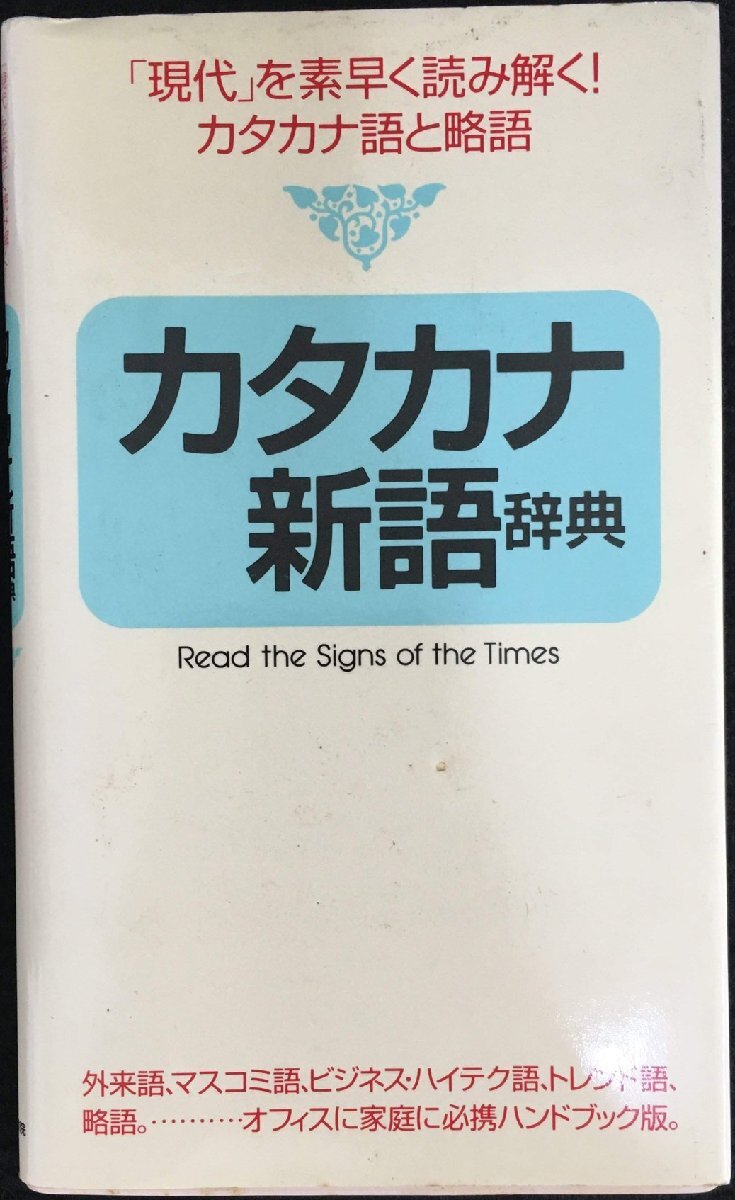 「現代」を素早く読み解く!
カタカナ語と略語
カタカナ
新語辞典
Read the Signs of the Times
外来語、マスコミ語、ビジネス・ハイテク語、トレンド語、
略語。‥‥‥‥‥オフィスに家庭に必携ハンドブック版。